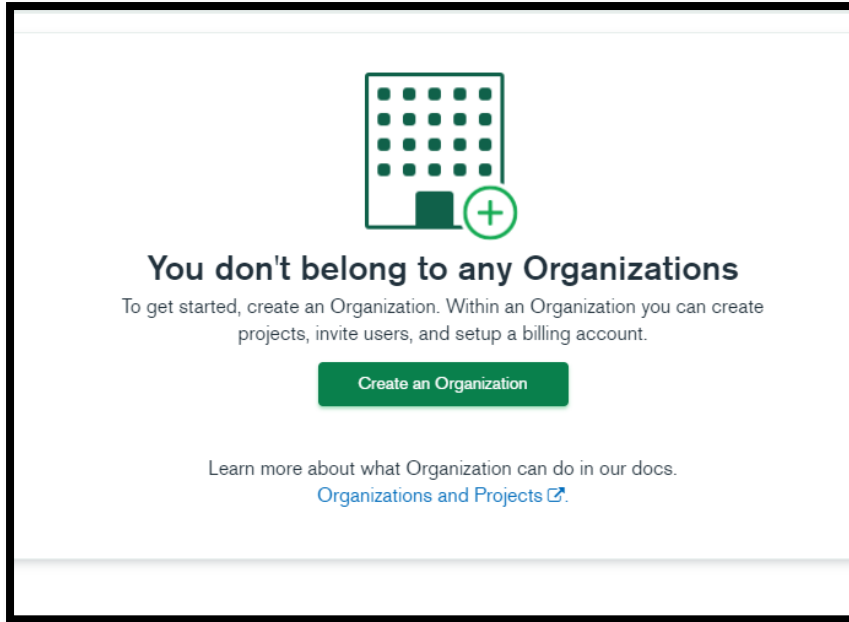 You don't belong to any Organizations
To get started, create an Organization. Within an Organization you can create
projects, invite users, and setup a billing account.
Create an Organization
Learn more about what Organization can do in our docs.
Organizations and Projects.